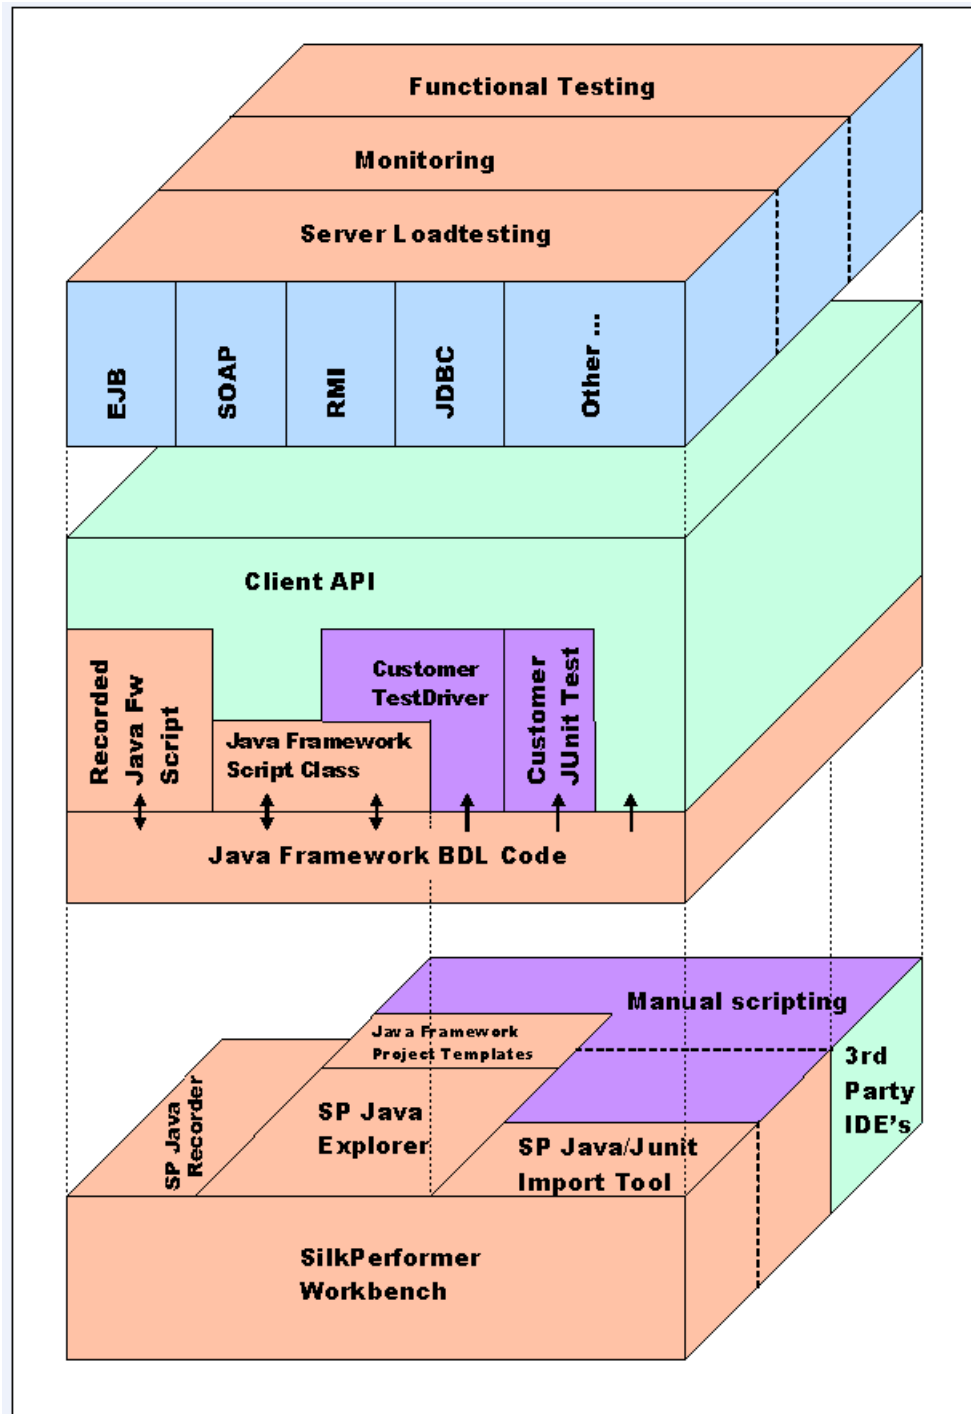 Functional Testing
Monitoring
Server Loadtesting
EJB
SOAP
RMI
JDBC
Other ...
Client API
Recorded
Java Fw
Script
Customer
TestDriver
Customer
JUnit Test
Java Framework
Script Class
Java Framework BDL Code
Manual scripting
Java Framework
Project Templates
3rd
Party
IDE's
SP Java
Recorder
SP Java
Explorer
SP Java/Junit
Import Tool
SilkPerformer
Workbench